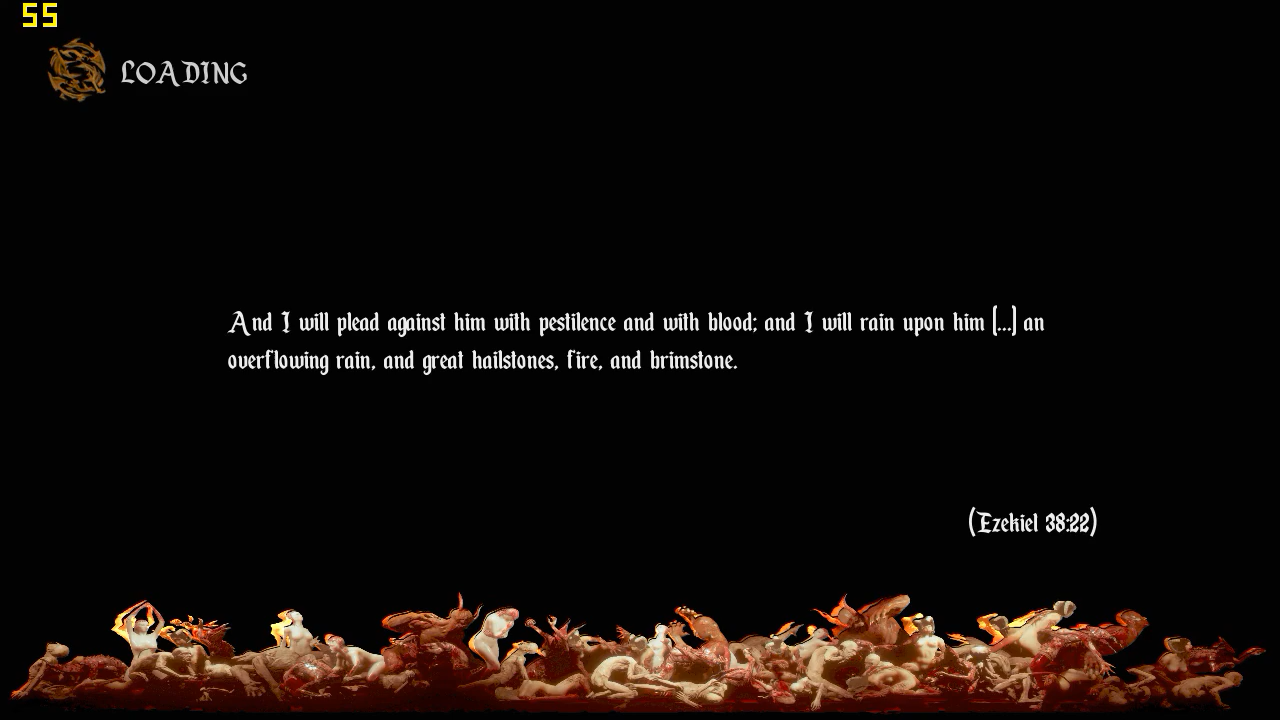 55
LOADING
And I will plead against him with pestilence and with blood; and I will rain upon him [...] an
overflowing rain, and great hailstones, fire, and brimstone.
(Ezekiel 38:22)